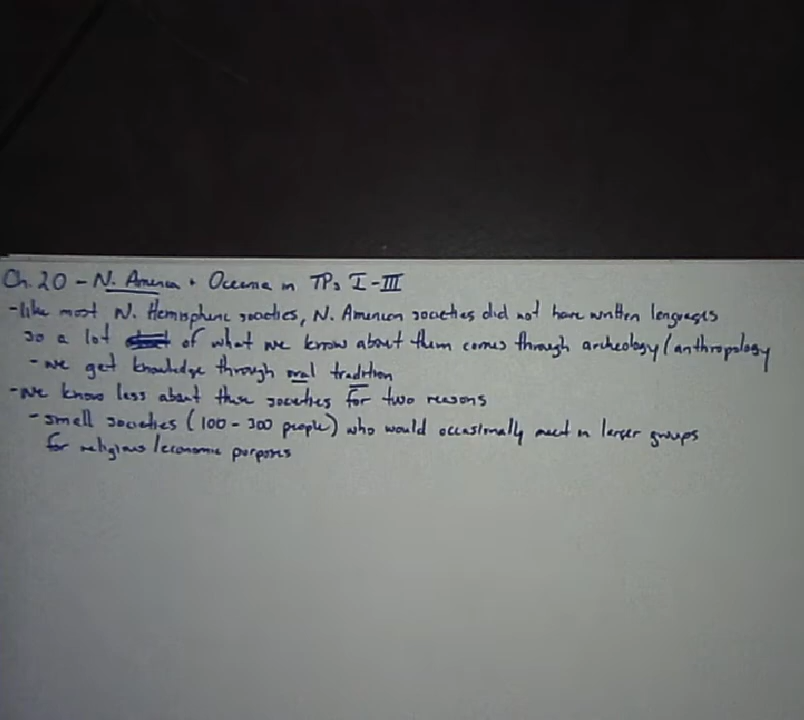 Ch. 20 - N. America + Oceania in TPs I-III
-like most N. Hemisphere societies, N. American societies did not have written languages
so a lot of what we know about them comes through archeology/anthropology
-we get knowledge through oral tradition
-we know less about these societies for two reasons
-small societies (100-300 people) who would occasionally meet in larger groups
for religious/economic purposes